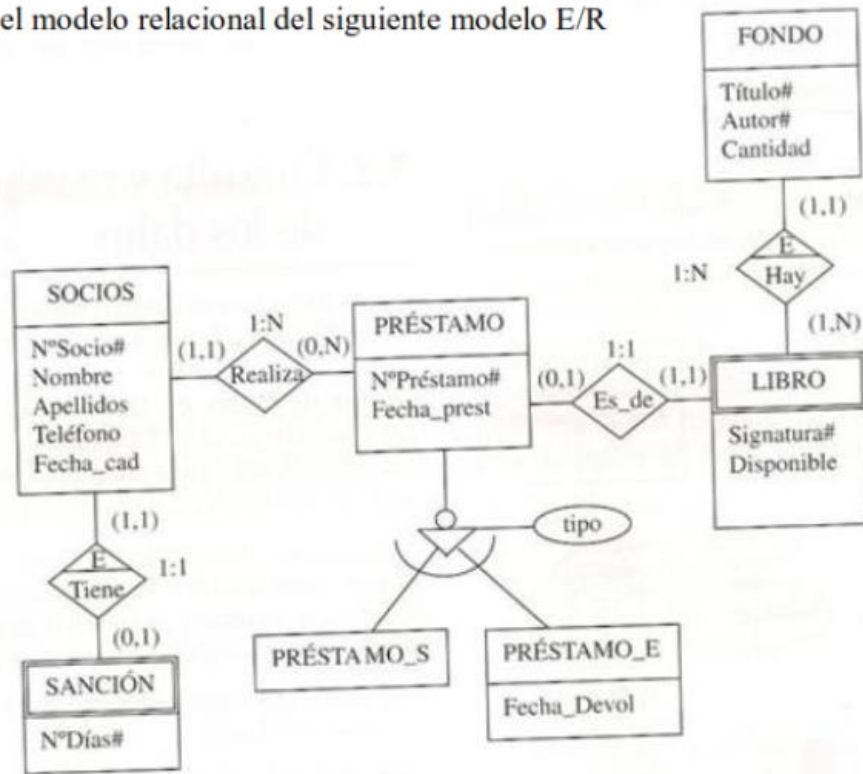 el modelo relacional del siguiente modelo E/R
FONDO
Título#
Autor#
Cantidad
(1,1)
E
1:N
Hay
(1,N)
LIBRO
Signatura#
Disponible
SOCIOS
NºSocio#
Nombre
Apellidos
Teléfono
Fecha_cad
(1,1)
1:N
(0,N)
Realiza
PRÉSTAMO
NºPréstamo#
Fecha_prest
(0,1)
1:1
(1,1)
Es_de
tipo
PRÉSTAMO_S
PRÉSTAMO_E
Fecha_Devol
(1,1)
E
1:1
Tiene
(0,1)
SANCIÓN
NºDías#